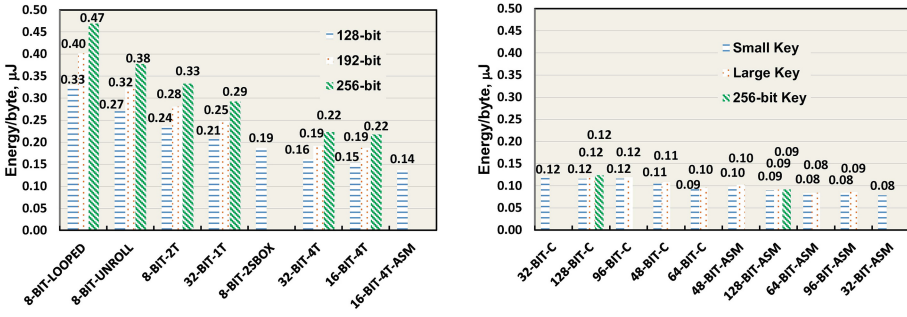 Energy/byte, µJ
0.50
0.45
0.40
0.35
0.30
0.25
0.20
0.15
0.10
0.05
0.00
128-bit
192-bit
256-bit
0.33
0.40
0.47
0.27
0.32
0.38
0.24
0.28
0.33
0.21
0.25
0.29
0.19
0.16
0.19
0.22
0.15
0.19
0.22
0.14
8-BIT-LOOPED
8-BIT-UNROLL
8-BIT-2T
32-BIT-1T
8-BIT-2SBOX
32-BIT-4T
16-BIT-4T
16-BIT-4T-ASM
Energy/byte, µJ
0.50
0.45
0.40
0.35
0.30
0.25
0.20
0.15
0.10
0.05
0.00
Small Key
Large Key
256-bit Key
0.12
0.12
0.12
0.12
0.12
0.12
0.11
0.11
0.09
0.10
0.10
0.10
0.09
0.09
0.09
0.08
0.08
0.08
0.09
0.08
32-BIT-C
128-BIT-C
96-BIT-C
48-BIT-C
64-BIT-C
48-BIT-ASM
128-BIT-ASM
64-BIT-ASM
96-BIT-ASM
32-BIT-ASM